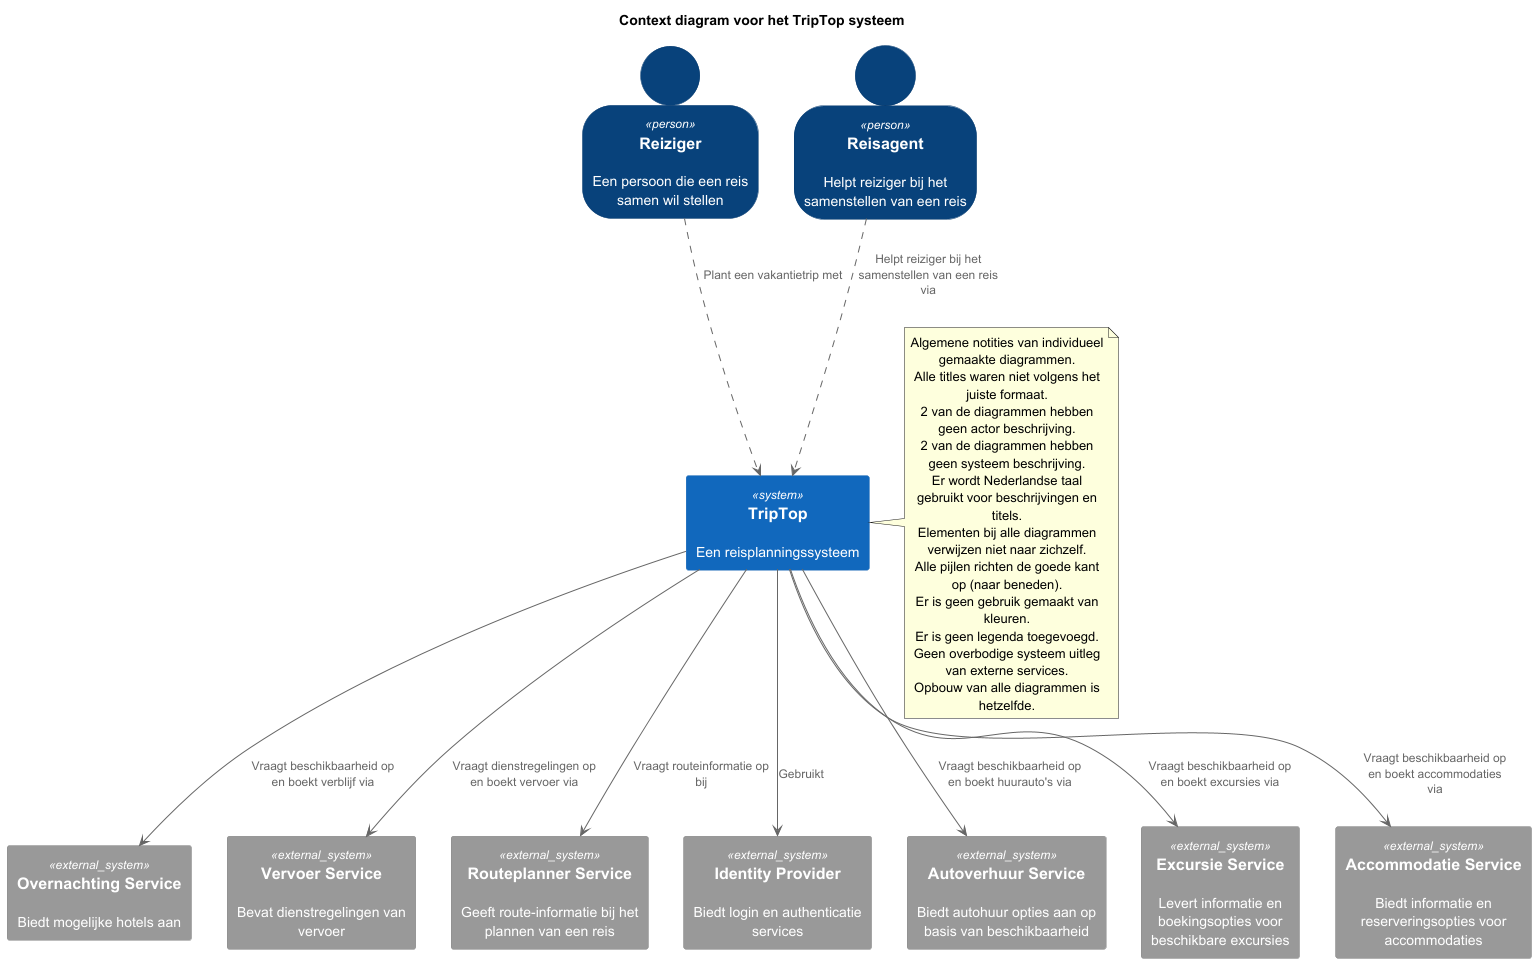 Context diagram voor het TripTop systeem
«person»
Reiziger
Een persoon die een reis
samen wil stellen
«person»
Reisagent
Helpt reiziger bij het
samenstellen van een reis
Plant een vakantietrip met
Helpt reiziger bij het
samenstellen van een reis
via
Algemene notities van individueel
gemaakte diagrammen.
Alle titles waren niet volgens het
juiste formaat.
2 van de diagrammen hebben
geen actor beschrijving.
2 van de diagrammen hebben
geen systeem beschrijving.
Er wordt Nederlandse taal
gebruikt voor beschrijvingen en
titels.
Elementen bij alle diagrammen
verwijzen niet naar zichzelf.
Alle pijlen richten de goede kant
op (naar beneden).
Er is geen gebruik gemaakt van
kleuren.
Er is geen legenda toegevoegd.
Geen overbodige systeem uitleg
van externe services.
Opbouw van alle diagrammen is
hetzelfde.
«system»
TripTop
Een reisplanningssysteem
Vraagt beschikbaarheid op
en boekt verblijf via
Vraagt dienstregelingen op
en boekt vervoer via
Vraagt routeinformatie op
bij
Gebruikt
Vraagt beschikbaarheid op
en boekt huurauto's via
Vraagt beschikbaarheid op
en boekt excursies via
Vraagt beschikbaarheid op
en boekt accommodaties
via
«external_system»
Overnachting Service
Biedt mogelijke hotels aan
«external_system»
Vervoer Service
Bevat dienstregelingen van
vervoer
«external_system»
Routeplanner Service
Geeft route-informatie bij het
plannen van een reis
«external_system»
Identity Provider
Biedt login en authenticatie
services
«external_system»
Autoverhuur Service
Biedt autohuur opties aan op
basis van beschikbaarheid
«external_system»
Excursie Service
Levert informatie en
boekingsopties voor
beschikbare excursies
«external_system»
Accommodatie Service
Biedt informatie en
reserveringsopties voor
accommodaties